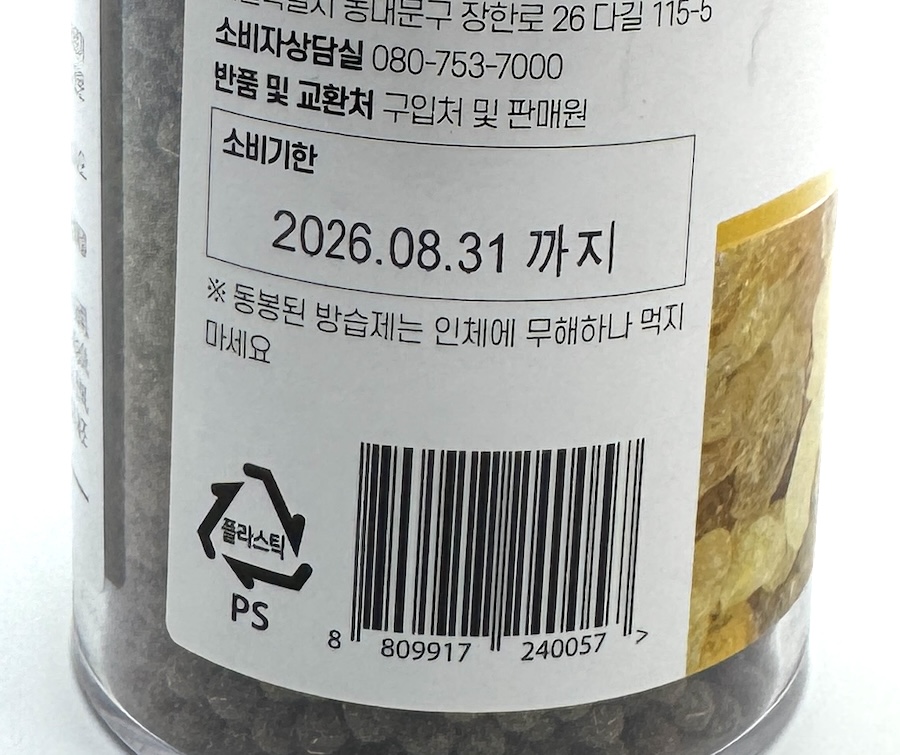 동대문구 장한로 26 다길 115-5
소비자상담실 080-753-7000
반품 및 교환처 구입처 및 판매원
소비기한
2026.08.31 까지
※ 동봉된 방습제는 인체에 무해하나 먹지
마세요
플라스틱
PS
8 809917 240057 >